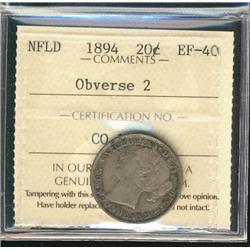 NFLD 1894 20¢ EF-40
COMMENTS
Obverse 2
CERTIFICATION NO.
CO
IN OUR A
GENU M.
Tampering with this s ove opinion.
Have holder replac not intact.